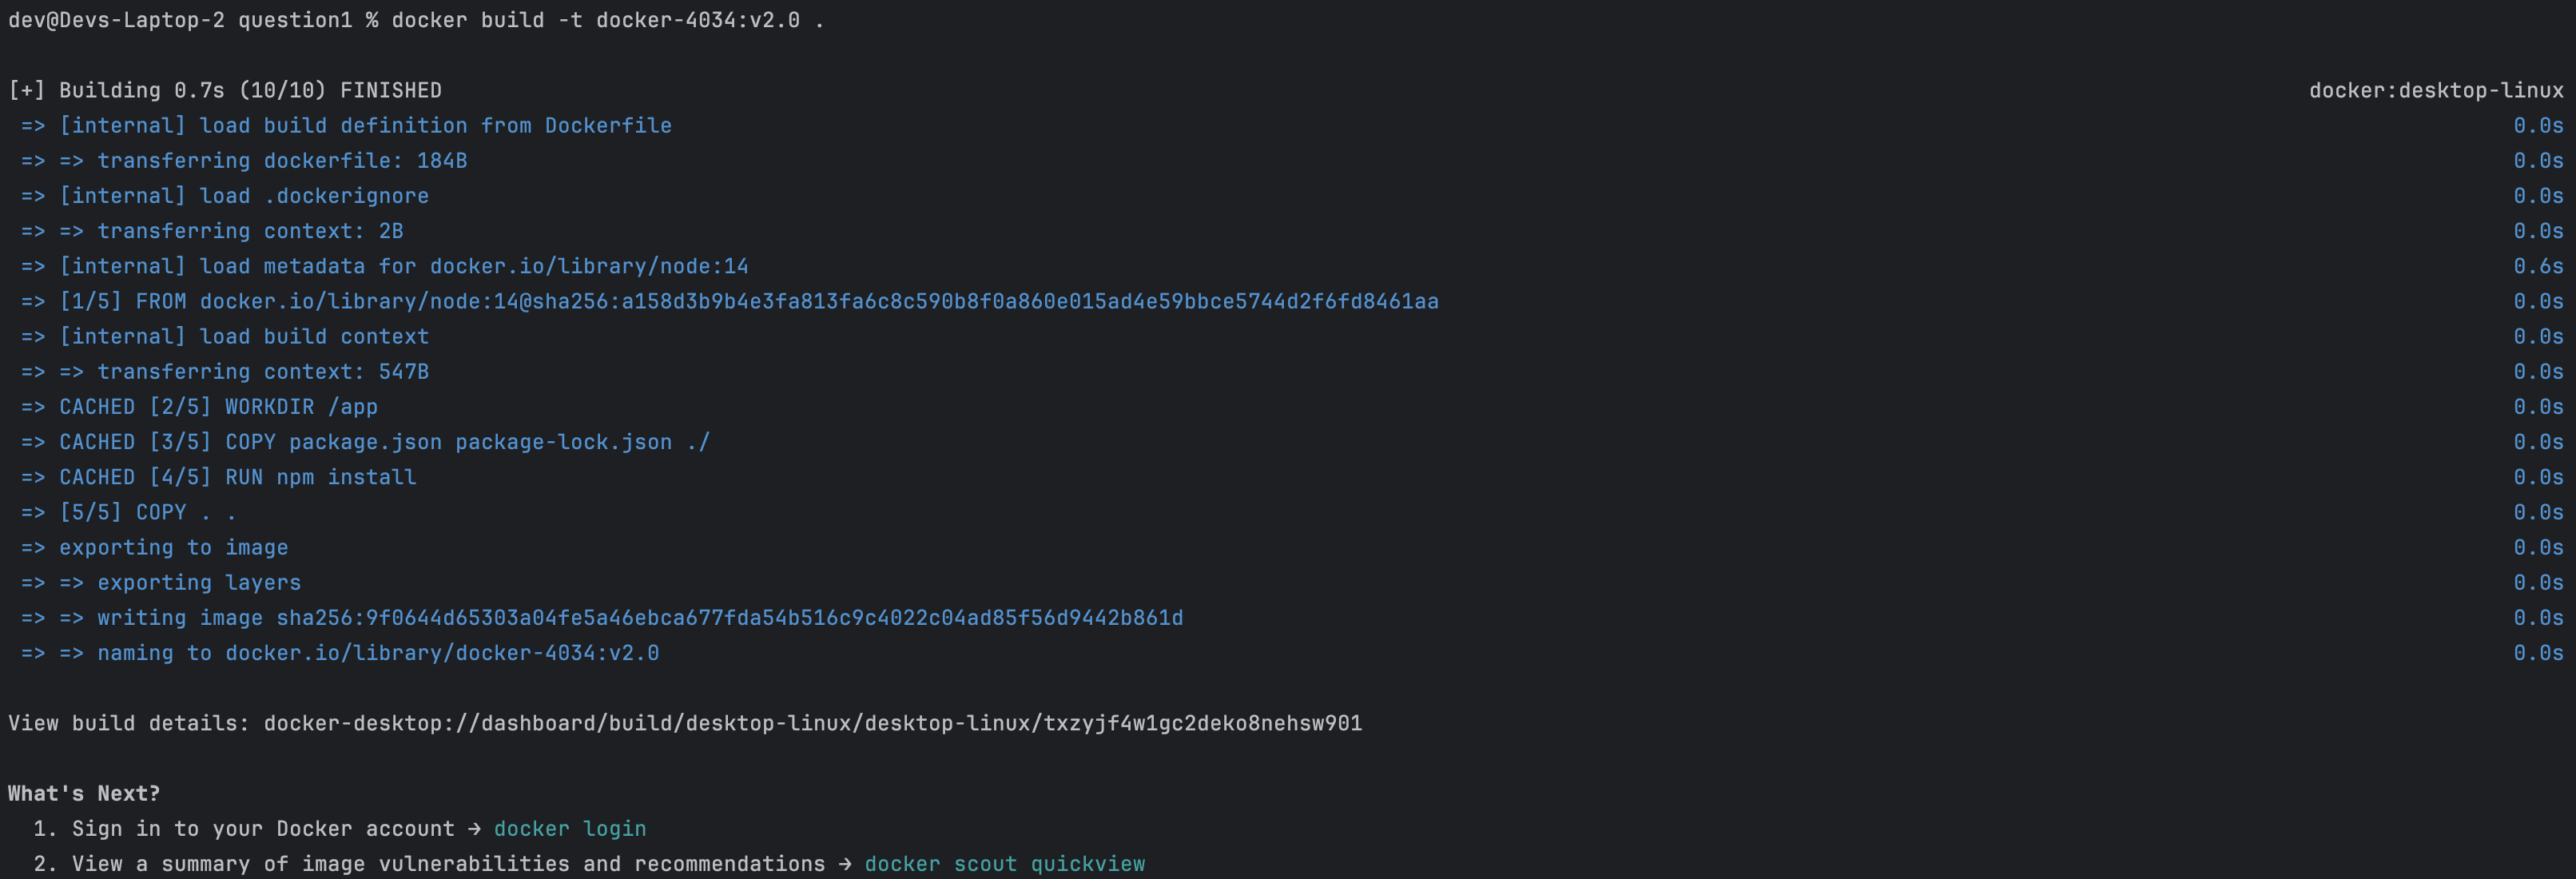 dev@Devs-Laptop-2 question1 % docker build -t docker-4034:v2.0 .
[+] Building 0.7s (10/10) FINISHED docker:desktop-linux
=> [internal] load build definition from Dockerfile 0.0s
=> => transferring dockerfile: 184B 0.0s
=> [internal] load .dockerignore 0.0s
=> => transferring context: 2B 0.0s
=> [internal] load metadata for docker.io/library/node:14 0.6s
=> [1/5] FROM docker.io/library/node:14@sha256:a158d3b9b4e3fa813fa6c8c590b8f0a860e015ad4e59bbce5744d2f6fd8461aa 0.0s
=> [internal] load build context 0.0s
=> => transferring context: 547B 0.0s
=> CACHED [2/5] WORKDIR /app 0.0s
=> CACHED [3/5] COPY package.json package-lock.json ./ 0.0s
=> CACHED [4/5] RUN npm install 0.0s
=> [5/5] COPY . . 0.0s
=> exporting to image 0.0s
=> => exporting layers 0.0s
=> => writing image sha256:9f0644d65303a04fe5a46ebca677fda54b516c9c4022c04ad85f56d9442b861d 0.0s
=> => naming to docker.io/library/docker-4034:v2.0 0.0s
View build details: docker-desktop://dashboard/build/desktop-linux/desktop-linux/txzyjf4w1gc2deko8nehsw901
What's Next?
1. Sign in to your Docker account → docker login
2. View a summary of image vulnerabilities and recommendations → docker scout quickview